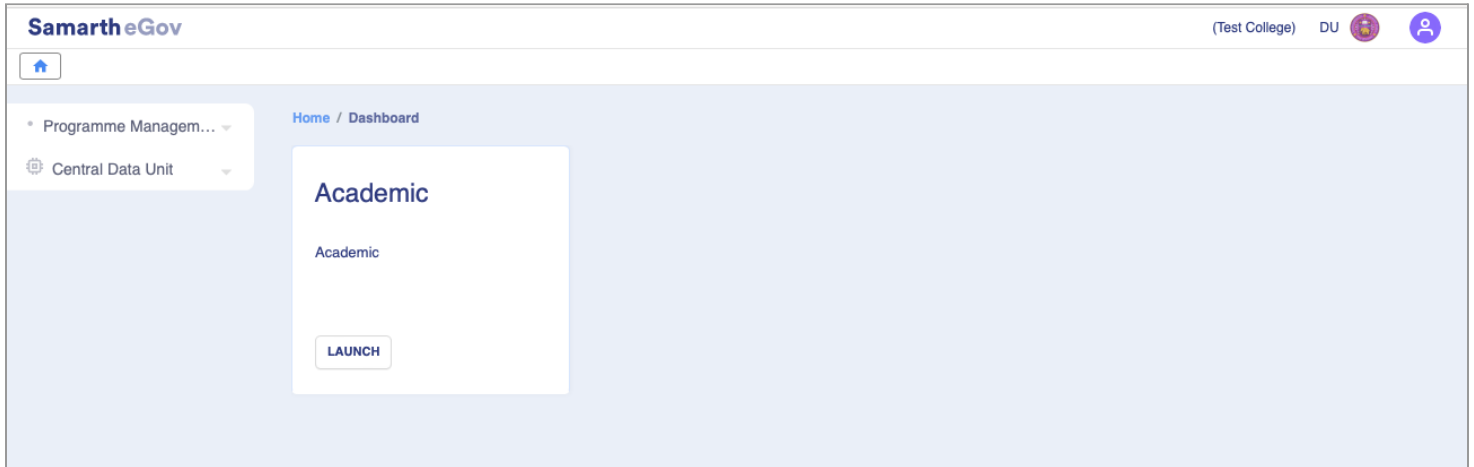 Samarth eGov
(Test College) DU
Programme Managem...
Central Data Unit
Home / Dashboard
Academic
Academic
LAUNCH